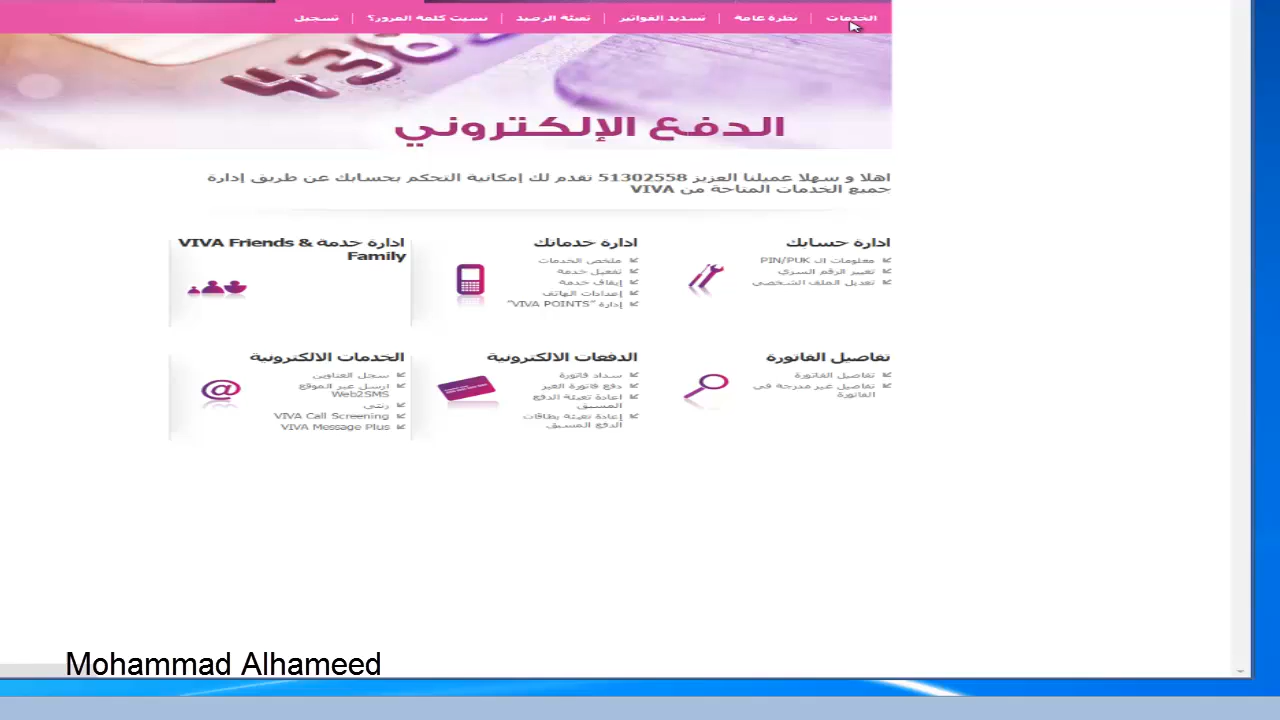 الخدمات | نظرة عامة | تسديد الفواتير | تعبئة الرصيد | نسيت كلمة المرور؟ | تسجيل
438
الدفع الإلكتروني
اهلا و سهلا عميلنا العزيز 51302558 نقدم لك إمكانية التحكم بحسابك عن طريق إدارة
جميع الخدمات المتاحة من VIVA
ادارة حسابك
معلومات ال PIN/PUK
تغيير الرقم السري
تعديل الملف الشخصي
ادارة خدماتك
ملخص الخدمات
تفعيل خدمة
إيقاف خدمة
إعدادات الهاتف
إدارة "VIVA POINTS"
ادارة خدمة VIVA Friends &
Family
تفاصيل الفاتورة
تفاصيل الفاتورة
تفاصيل غير مدرجة في
الفاتورة
الدفعات الالكترونية
سداد فاتورة
دفع فاتورة الغير
اعادة تعبئة الدفع
المسبق
إعادة تعبئة بطاقات
الدفع المسبق
الخدمات الالكترونية
سجل العناوين
ارسل عبر الموقع
Web2SMS
رنتي
VIVA Call Screening
VIVA Message Plus
Mohammad Alhameed